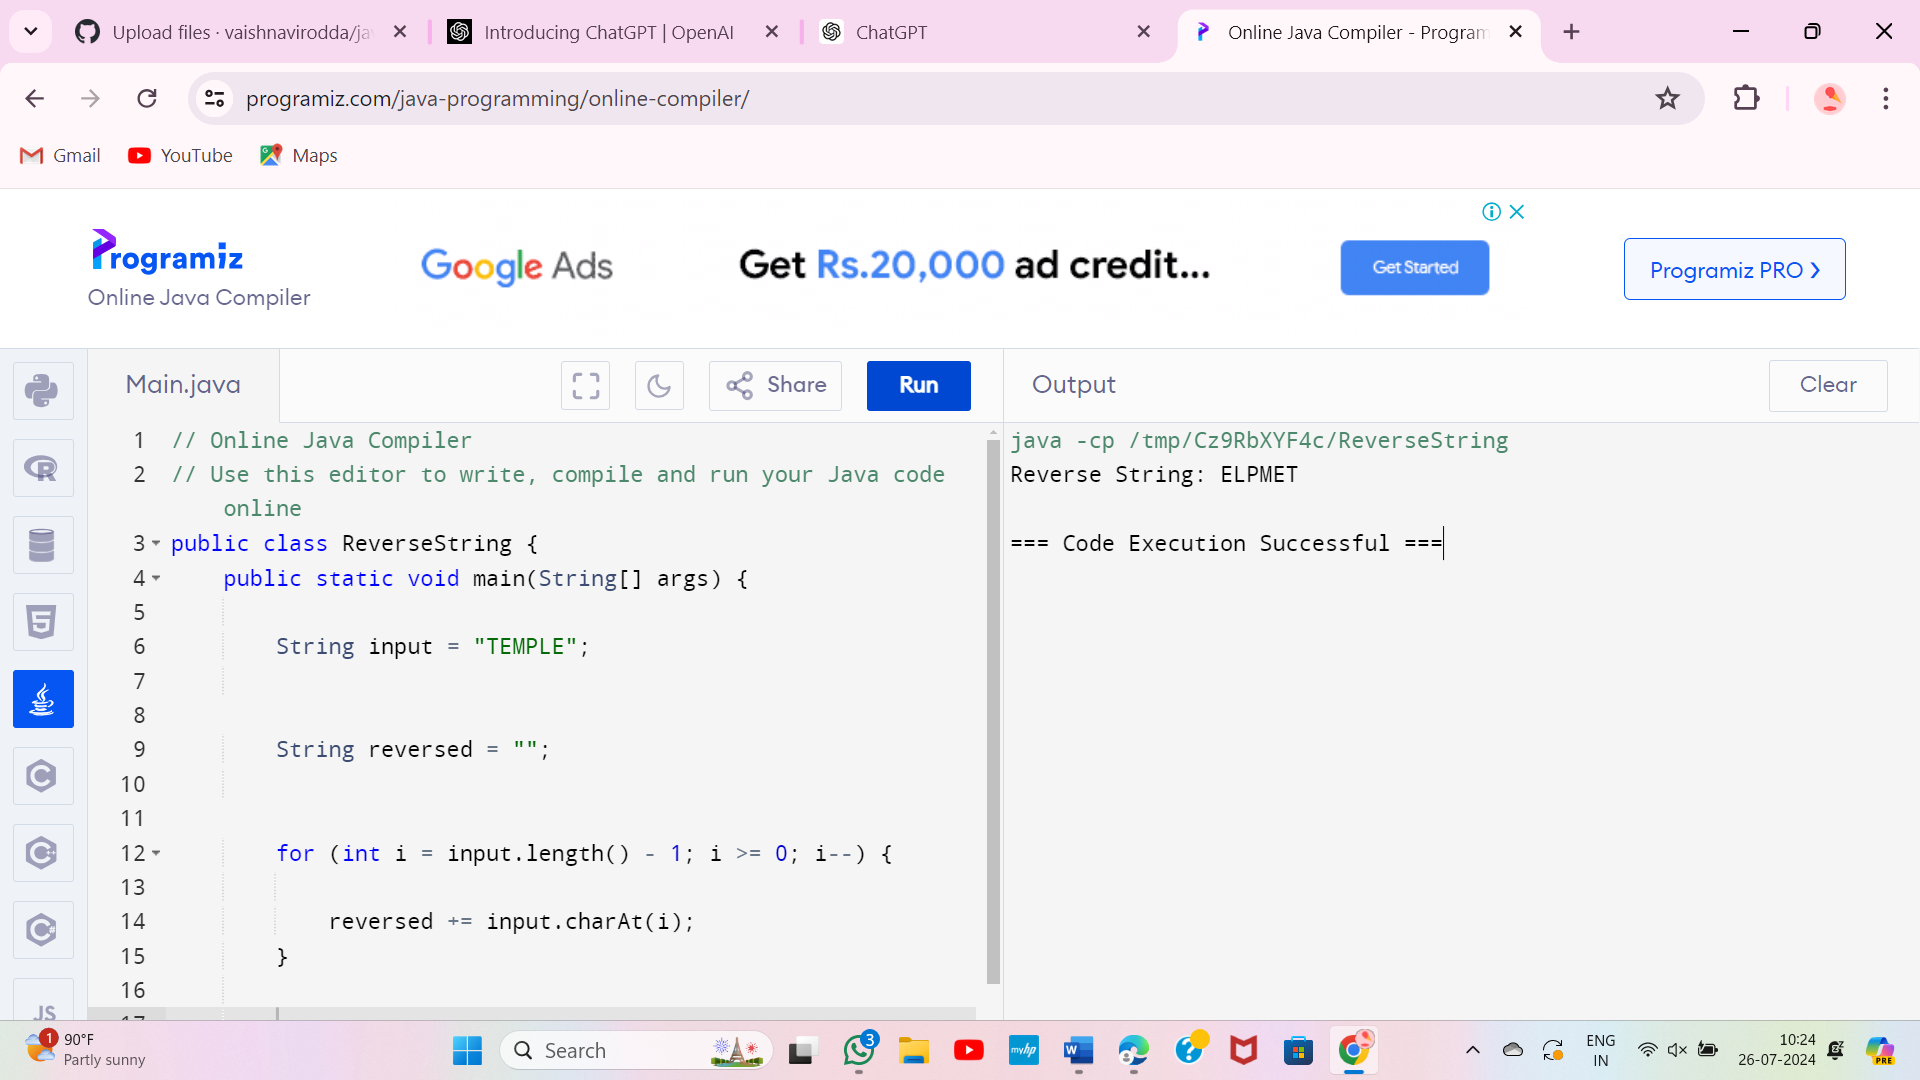 Upload files · vaishnavirodda/ja
Introducing ChatGPT | OpenAI
ChatGPT
Online Java Compiler - Program
programiz.com/java-programming/online-compiler/
Gmail
YouTube
Maps
Programiz
Online Java Compiler
Google Ads
Get Rs.20,000 ad credit...
Get Started
Programiz PRO ❯
Main.java
Share
Run
Output
Clear
1 // Online Java Compiler
2 // Use this editor to write, compile and run your Java code
online
3 public class ReverseString {
4 public static void main(String[] args) {
5
6 String input = "TEMPLE";
7
8
9 String reversed = "";
10
11
12 for (int i = input.length() - 1; i >= 0; i--) {
13
14 reversed += input.charAt(i);
15 }
16
17
java -cp /tmp/Cz9RbXYF4c/ReverseString
Reverse String: ELPMET
=== Code Execution Successful ===
JS
1
90°F
Partly sunny
Search
3
myhp
W
ENG
IN
10:24
26-07-2024
PRE